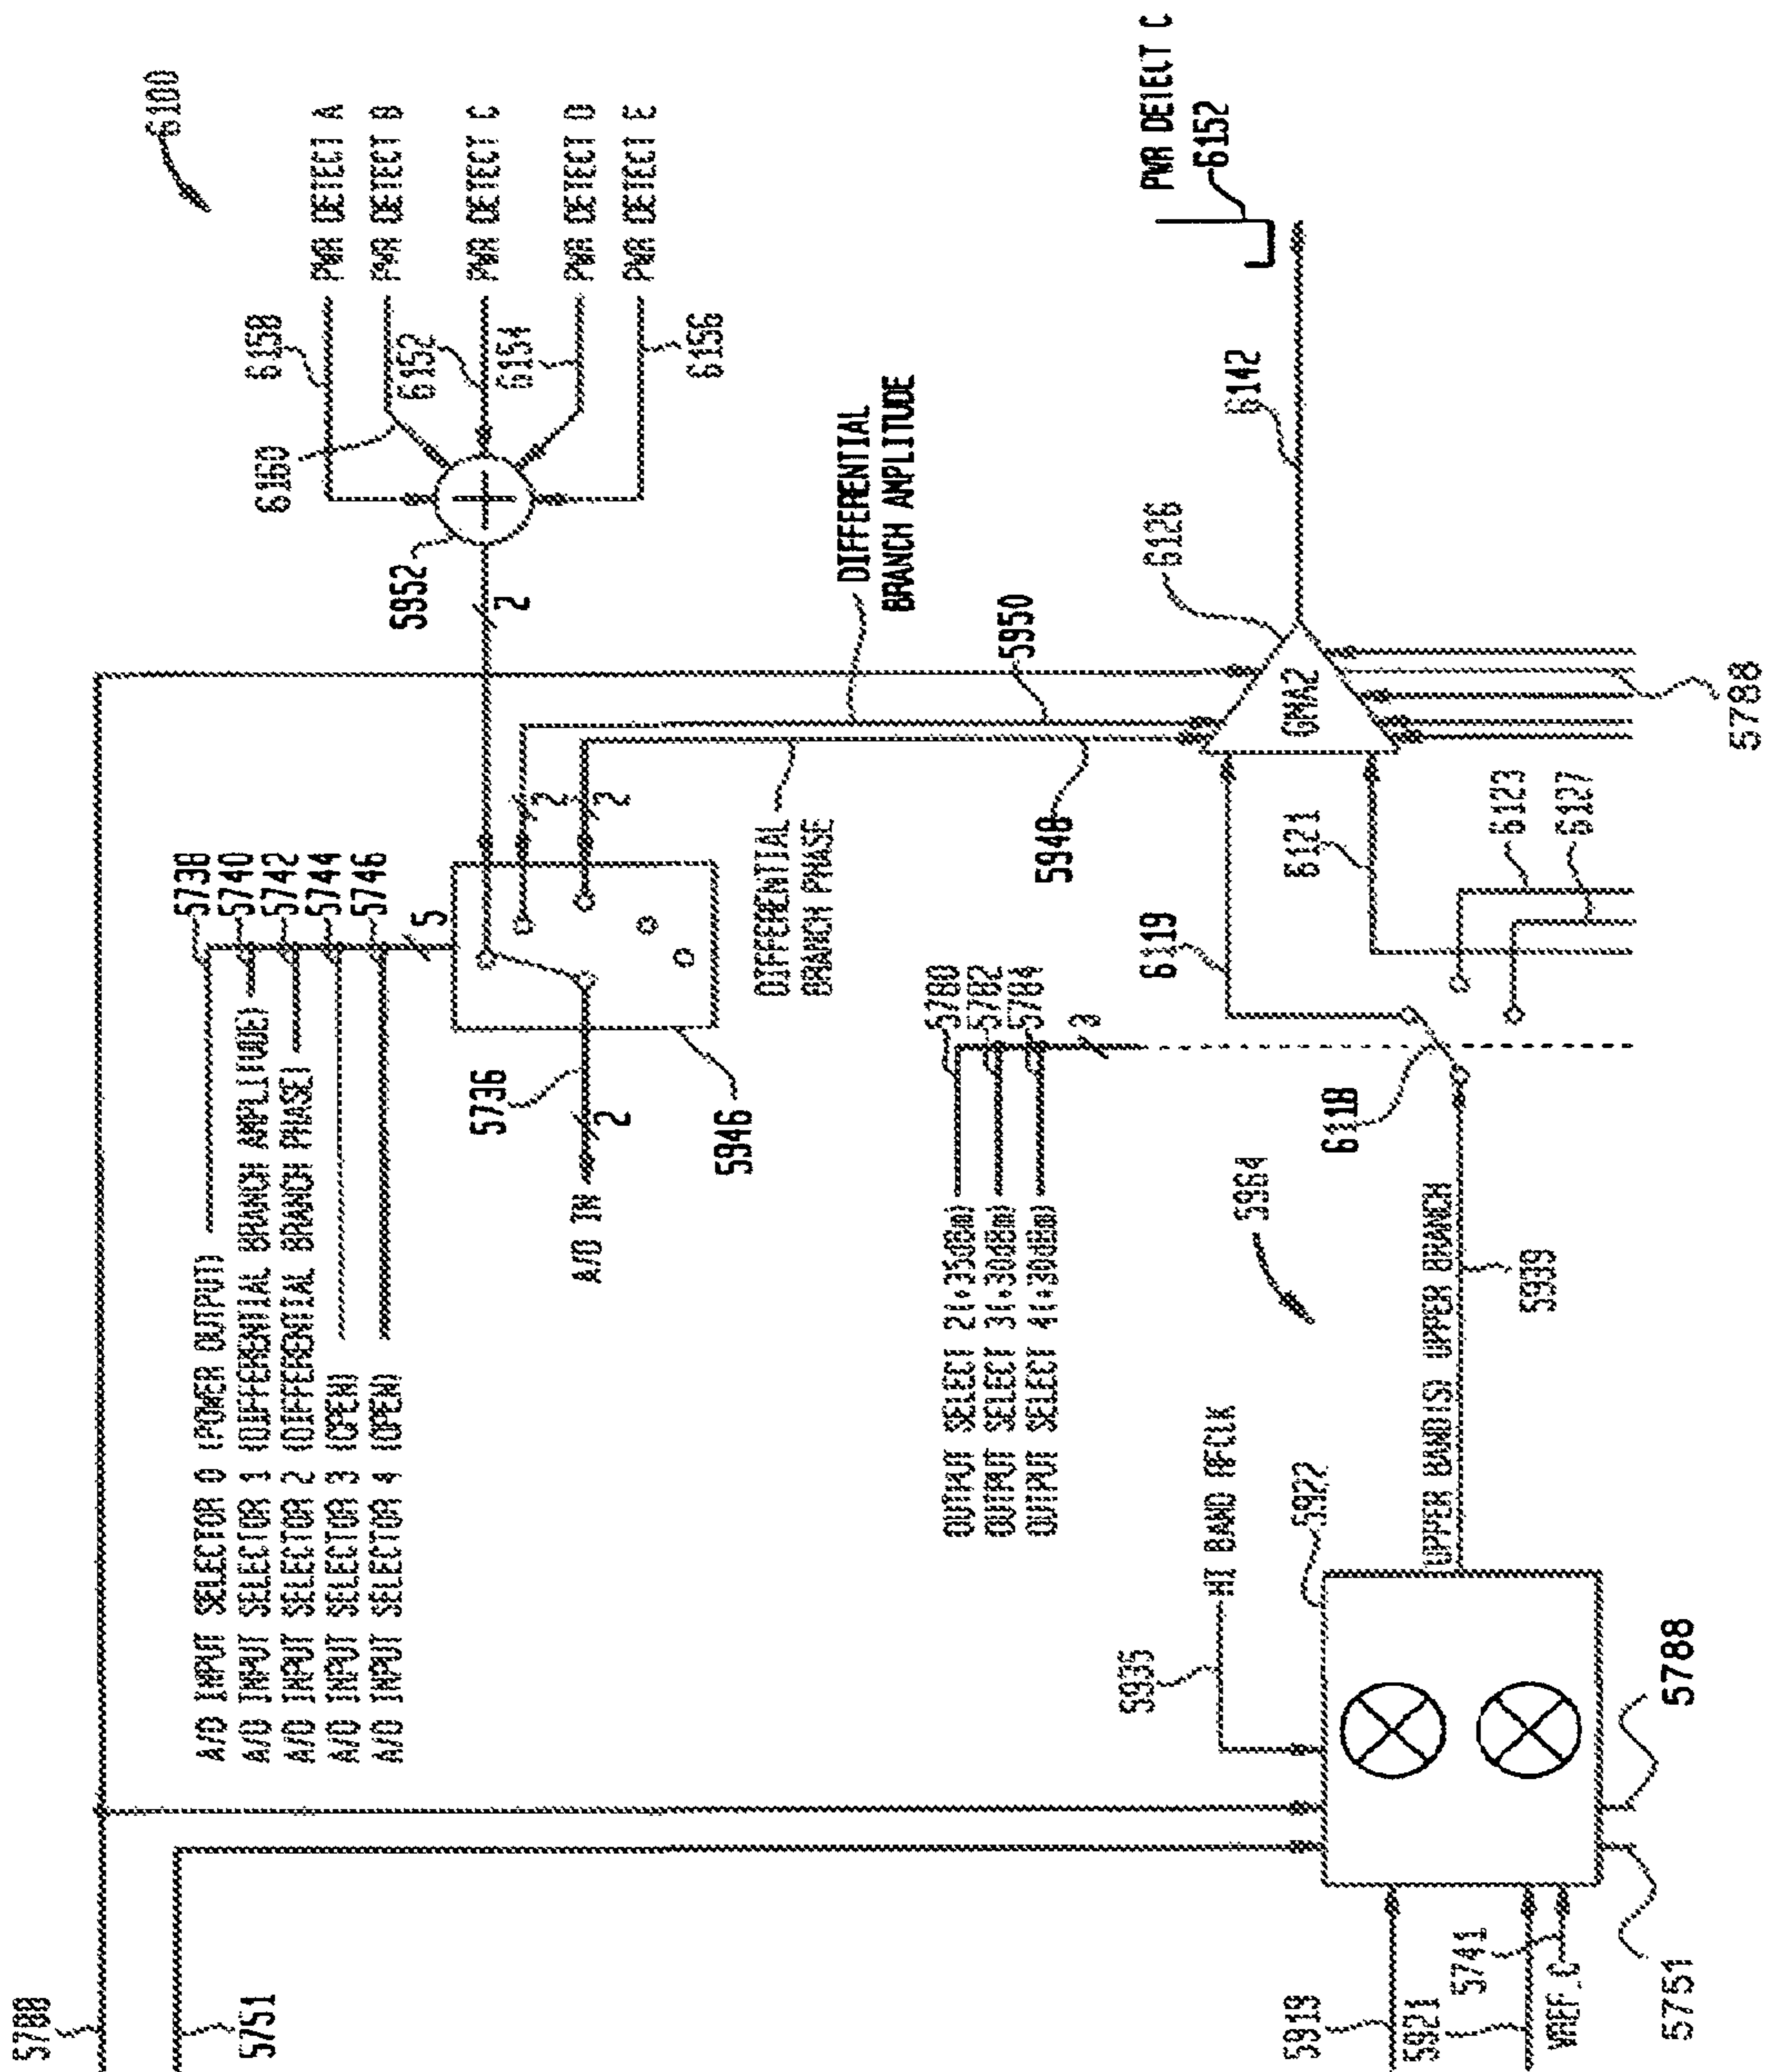 6100
PWR DETECT A
PWR DETECT B
PWR DETECT C
PWR DETECT D
PWR DETECT E
6158
6160
6152
6154
6156
5952
2
5738
5740
5742
5744
5746
5
A/D INPUT SELECTOR 0 (POWER OUTPUT)
A/D INPUT SELECTOR 1 (DIFFERENTIAL BRANCH AMPLITUDE)
A/D INPUT SELECTOR 2 (DIFFERENTIAL BRANCH PHASE)
A/D INPUT SELECTOR 3 (OPEN)
A/D INPUT SELECTOR 4 (OPEN)
2
2
A/D IN
2
5736
5946
DIFFERENTIAL
BRANCH AMPLITUDE
DIFFERENTIAL
BRANCH PHASE
5950
5948
5751
OUTPUT SELECT 2(+35dBm)
OUTPUT SELECT 3(+30dBm)
OUTPUT SELECT 4(+30dBm)
5780
5782
5784
3
PWR DETECT C
6152
6142
6126
GMA2
5788
6119
6121
6123
6127
6118
5964
HI BAND RFCLK
5935
5922
UPPER BAND(S) UPPER BRANCH
5939
5919
5921
5741
VREF_C
5751
5788